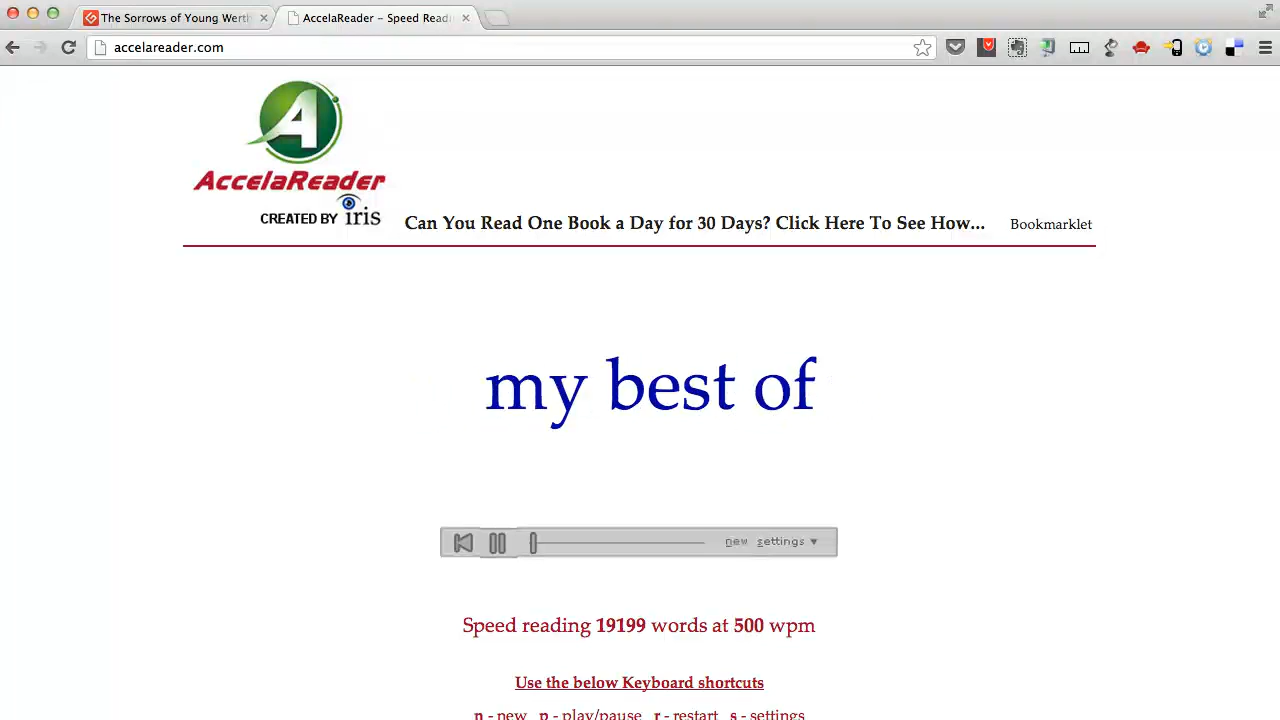 The Sorrows of Young Werth
AccelaReader – Speed Readi
accelareader.com
A
AccelaReader
CREATED BY iris
Can You Read One Book a Day for 30 Days? Click Here To See How... Bookmarklet
my best of
new settings ▼
Speed reading 19199 words at 500 wpm
Use the below Keyboard shortcuts
n - new p - play/pause r - restart s - settings